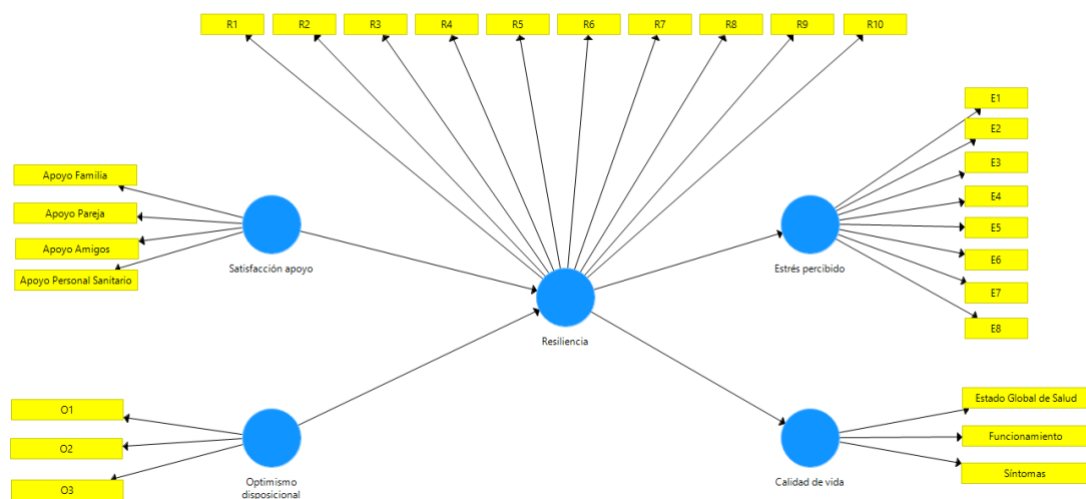 R1
R2
R3
R4
R5
R6
R7
R8
R9
R10
E1
E2
E3
E4
E5
E6
E7
E8
Apoyo Familia
Apoyo Pareja
Apoyo Amigos
Apoyo Personal Sanitario
Satisfacción apoyo
Estrés percibido
Resiliencia
O1
O2
O3
Optimismo
disposicional
Calidad de vida
Estado Global de Salud
Funcionamiento
Síntomas